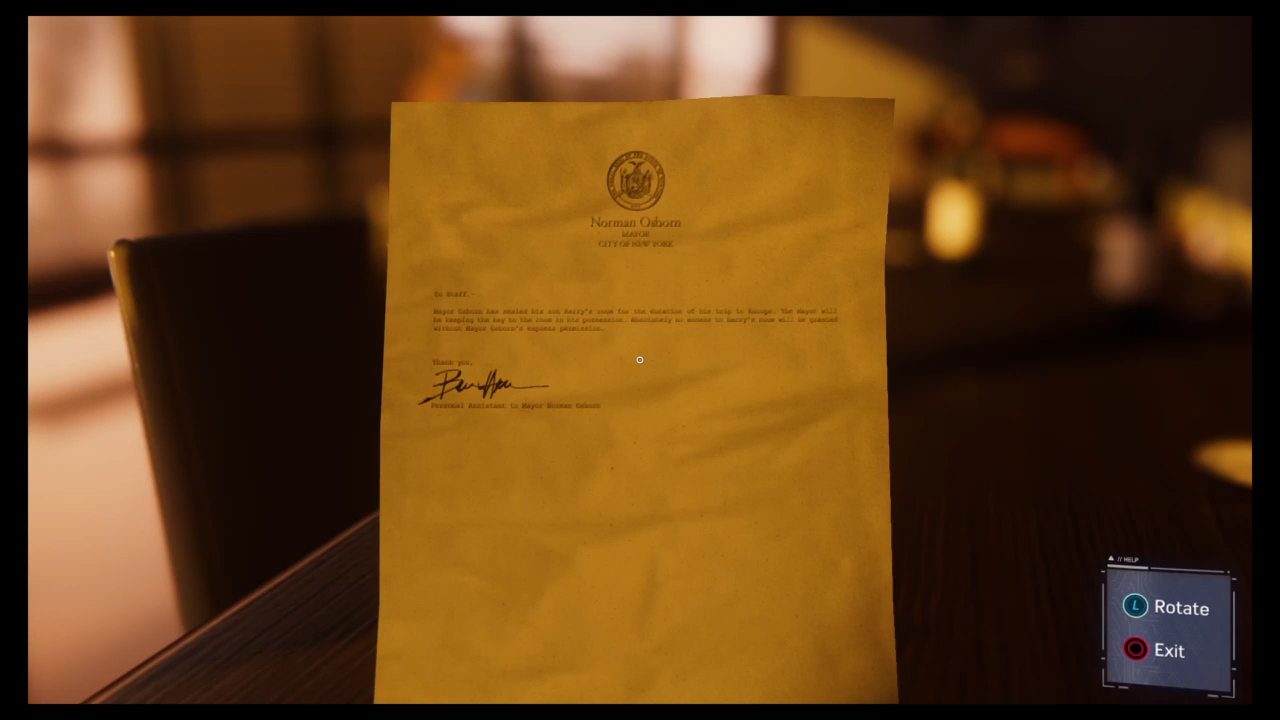 Norman Osborn
MAYOR
CITY OF NEW YORK
To Staff -
Mayor Osborn has sealed his son Harry's room for the duration of his trip to Europe. The Mayor will
be keeping the key to the room in his possession. Absolutely no access to Harry's room will be granted
without Mayor Osborn's express permission.
Thank you,
Personal Assistant to Mayor Norman Osborn
// HELP
L Rotate
Exit